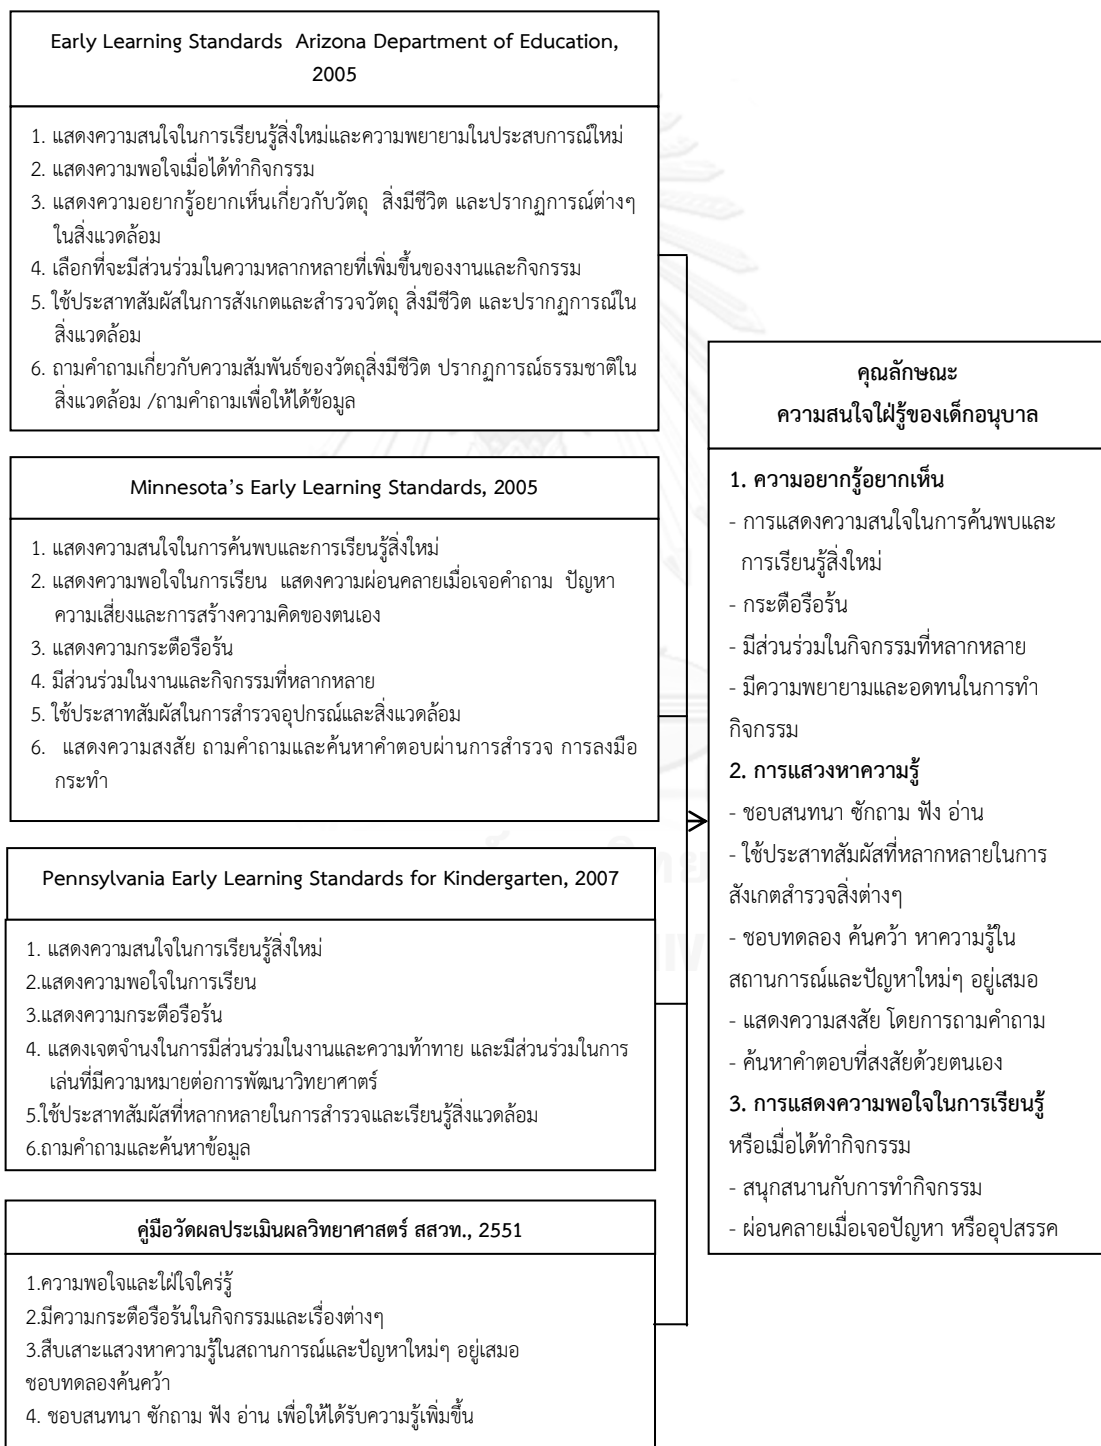 Early Learning Standards Arizona Department of Education,
2005
1. แสดงความสนใจในการเรียนรู้สิ่งใหม่และความพยายามในประสบการณ์ใหม่
2. แสดงความพอใจเมื่อได้ทำกิจกรรม
3. แสดงความอยากรู้อยากเห็นเกี่ยวกับวัตถุ สิ่งมีชีวิต และปรากฏการณ์ต่างๆ
ในสิ่งแวดล้อม
4. เลือกที่จะมีส่วนร่วมในความหลากหลายที่เพิ่มขึ้นของงานและกิจกรรม
5. ใช้ประสาทสัมผัสในการสังเกตและสำรวจวัตถุ สิ่งมีชีวิต และปรากฏการณ์ใน
สิ่งแวดล้อม
6. ถามคำถามเกี่ยวกับความสัมพันธ์ของวัตถุสิ่งมีชีวิต ปรากฏการณ์ธรรมชาติใน
สิ่งแวดล้อม /ถามคำถามเพื่อให้ได้ข้อมูล
Minnesota's Early Learning Standards, 2005
1. แสดงความสนใจในการค้นพบและการเรียนรู้สิ่งใหม่
2. แสดงความพอใจในการเรียน แสดงความผ่อนคลายเมื่อเจอคำถาม ปัญหา
ความเสี่ยงและการสร้างความคิดของตนเอง
3. แสดงความกระตือรือร้น
4. มีส่วนร่วมในงานและกิจกรรมที่หลากหลาย
5. ใช้ประสาทสัมผัสในการสำรวจอุปกรณ์และสิ่งแวดล้อม
6. แสดงความสงสัย ถามคำถามและค้นหาคำตอบผ่านการสำรวจ การลงมือ
กระทำ
Pennsylvania Early Learning Standards for Kindergarten, 2007
1. แสดงความสนใจในการเรียนรู้สิ่งใหม่
2.แสดงความพอใจในการเรียน
3.แสดงความกระตือรือร้น
4. แสดงเจตจำนงในการมีส่วนร่วมในงานและความท้าทาย และมีส่วนร่วมในการ
เล่นที่มีความหมายต่อการพัฒนาวิทยาศาตร์
5.ใช้ประสาทสัมผัสที่หลากหลายในการสำรวจและเรียนรู้สิ่งแวดล้อม
6.ถามคำถามและค้นหาข้อมูล
คู่มือวัดผลประเมินผลวิทยาศาสตร์ สสวท., 2551
1.ความพอใจและใฝ่ใจใคร่รู้
2.มีความกระตือรือร้นในกิจกรรมและเรื่องต่างๆ
3.สืบเสาะแสวงหาความรู้ในสถานการณ์และปัญหาใหม่ๆ อยู่เสมอ
ชอบทดลองค้นคว้า
4. ชอบสนทนา ซักถาม ฟัง อ่าน เพื่อให้ได้รับความรู้เพิ่มขึ้น
คุณลักษณะ
ความสนใจใฝ่รู้ของเด็กอนุบาล
1. ความอยากรู้อยากเห็น
- การแสดงความสนใจในการค้นพบและ
การเรียนรู้สิ่งใหม่
- กระตือรือร้น
- มีส่วนร่วมในกิจกรรมที่หลากหลาย
- มีความพยายามและอดทนในการทำ
กิจกรรม
2. การแสวงหาความรู้
- ชอบสนทนา ซักถาม ฟัง อ่าน
- ใช้ประสาทสัมผัสที่หลากหลายในการ
สังเกตสำรวจสิ่งต่างๆ
- ชอบทดลอง ค้นคว้า หาความรู้ใน
สถานการณ์และปัญหาใหม่ๆ อยู่เสมอ
- แสดงความสงสัย โดยการถามคำถาม
- ค้นหาคำตอบที่สงสัยด้วยตนเอง
3. การแสดงความพอใจในการเรียนรู้
หรือเมื่อได้ทำกิจกรรม
- สนุกสนานกับการทำกิจกรรม
- ผ่อนคลายเมื่อเจอปัญหา หรืออุปสรรค